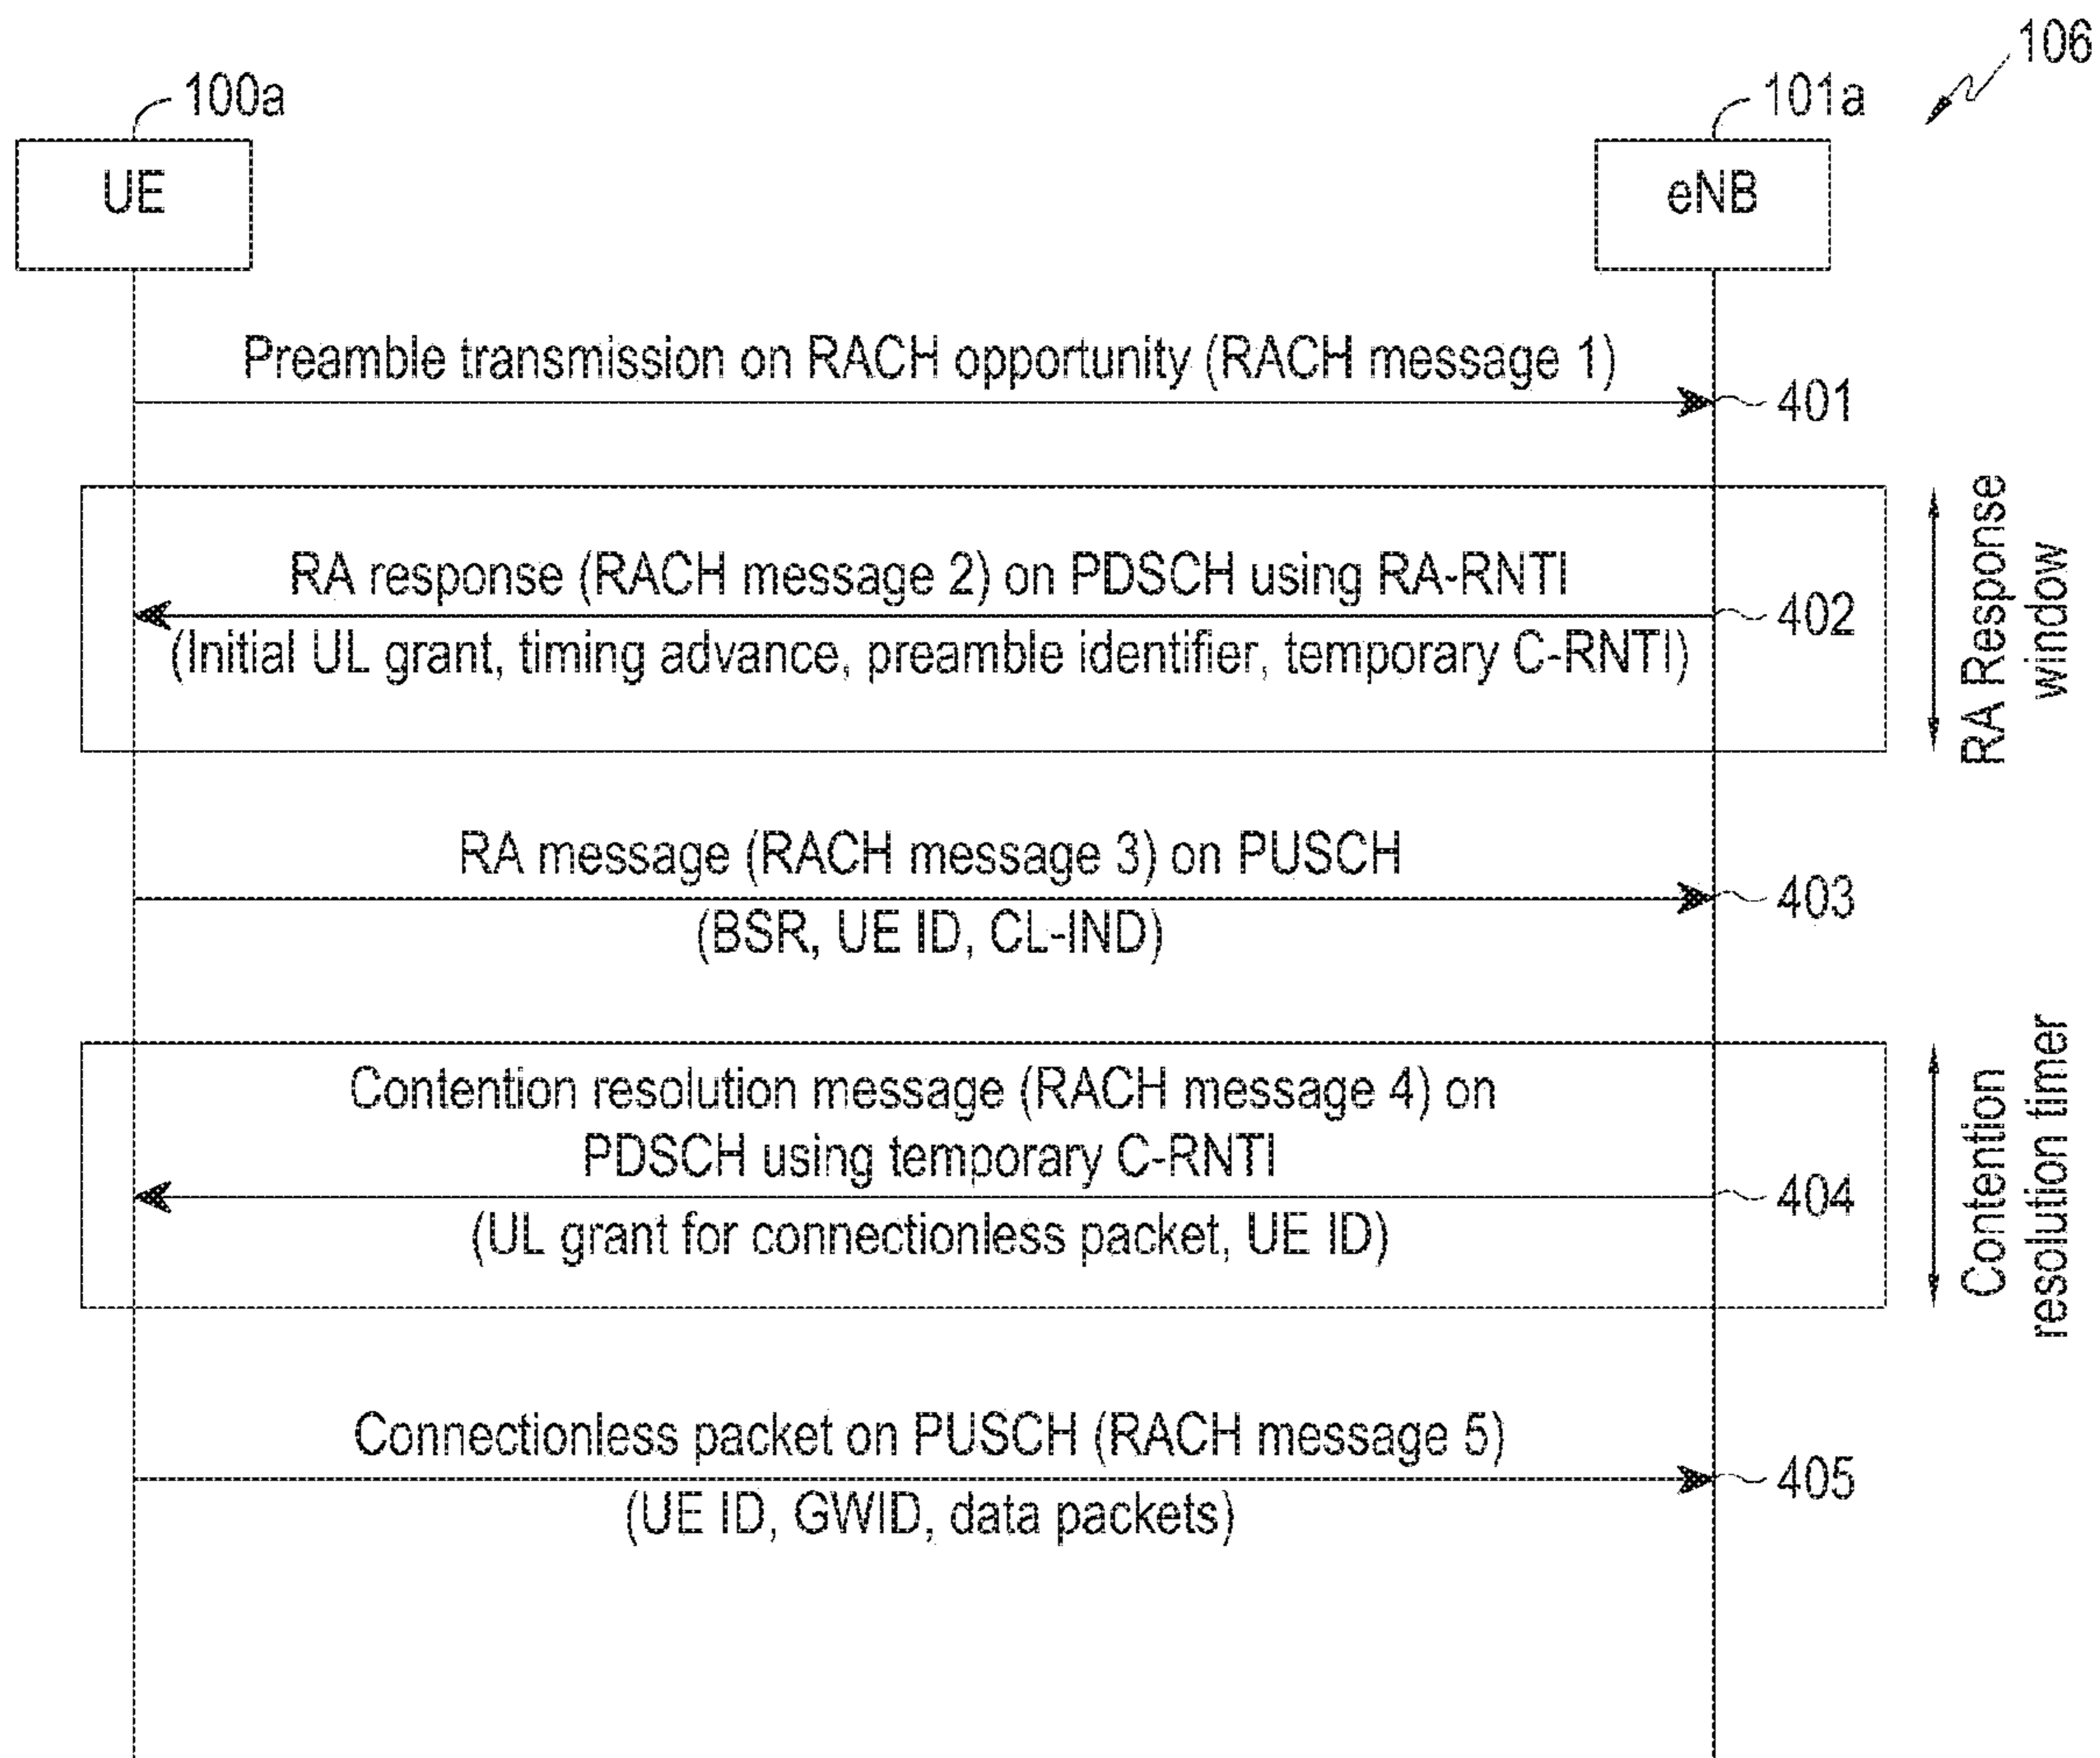 106
100a
101a
UE
eNB
Preamble transmission on RACH opportunity (RACH message 1)
401
RA response (RACH message 2) on PDSCH using RA-RNTI
402
(Initial UL grant, timing advance, preamble identifier, temporary C-RNTI)
RA Response
window
RA message (RACH message 3) on PUSCH
403
(BSR, UE ID, CL-IND)
Contention resolution message (RACH message 4) on
PDSCH using temporary C-RNTI
404
(UL grant for connectionless packet, UE ID)
Contention
resolution timer
Connectionless packet on PUSCH (RACH message 5)
405
(UE ID, GWID, data packets)